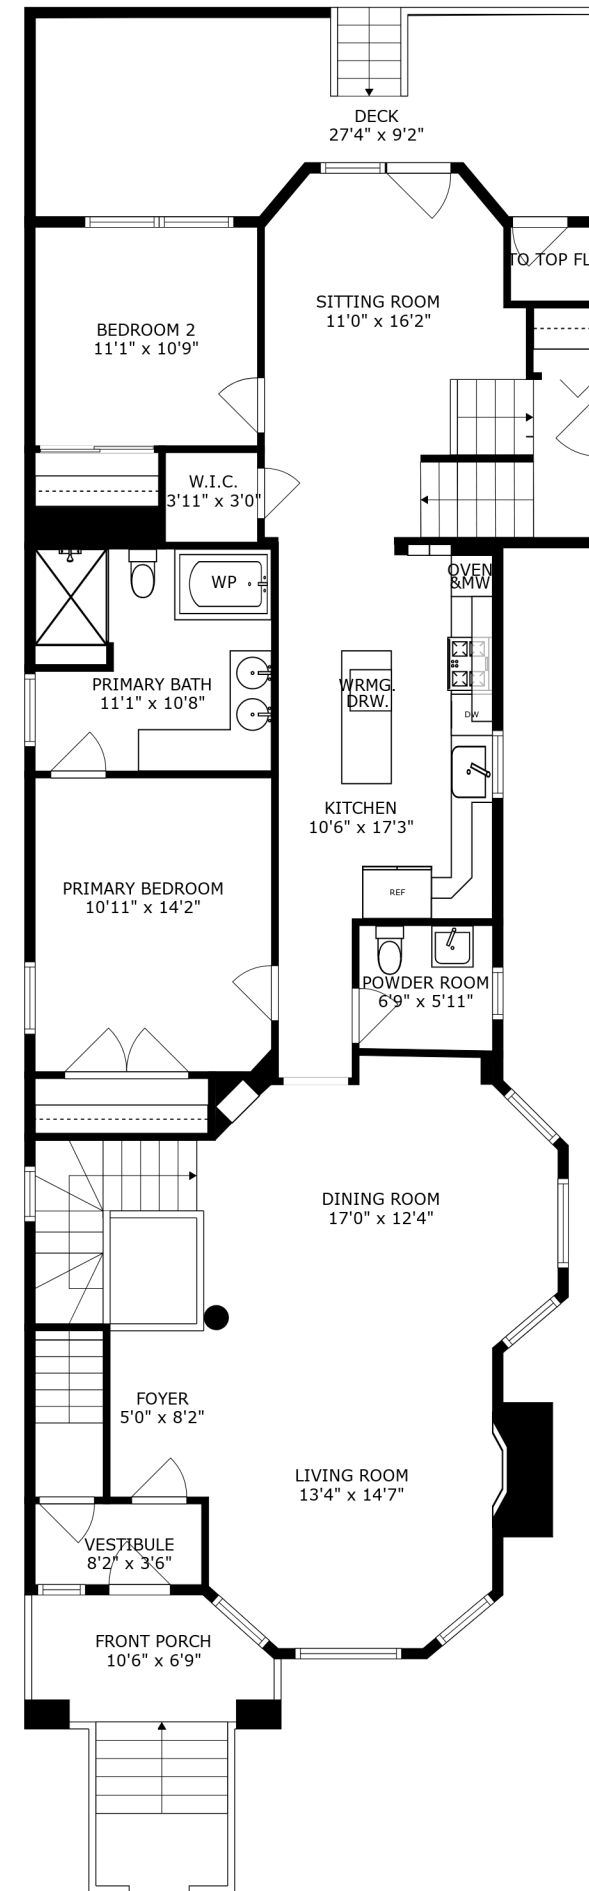 DECK
27'4" x 9'2"
TO TOP FL
SITTING ROOM
11'0" x 16'2"
BEDROOM 2
11'1" x 10'9"
W.I.C.
3'11" x 3'0"
OVEN
&MW
WP
PRIMARY BATH
11'1" x 10'8"
WRMG.
DRW.
DW
KITCHEN
10'6" x 17'3"
PRIMARY BEDROOM
10'11" x 14'2"
REF
POWDER ROOM
6'9" x 5'11"
DINING ROOM
17'0" x 12'4"
FOYER
5'0" x 8'2"
LIVING ROOM
13'4" x 14'7"
VESTIBULE
8'2" x 3'6"
FRONT PORCH
10'6" x 6'9"